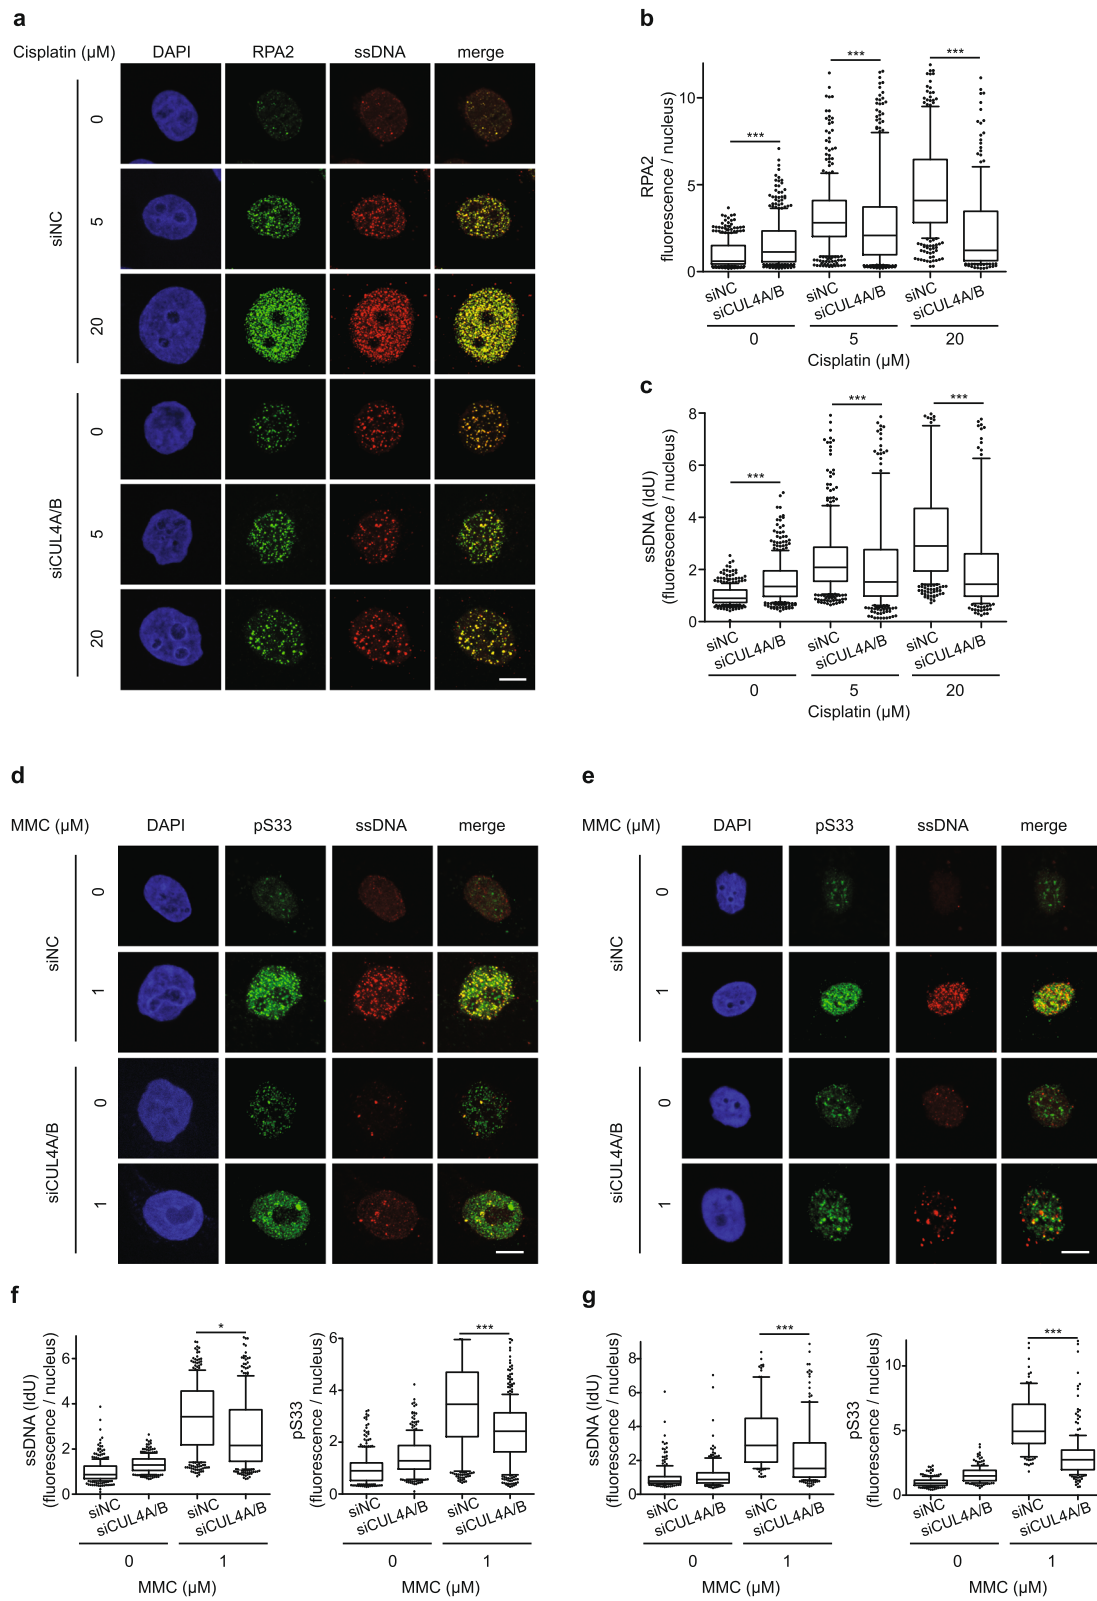 a
Cisplatin (µM) DAPI RPA2 ssDNA merge
siNC
0
5
20
siCUL4A/B
0
5
20
b
RPA2
fluorescence / nucleus
10
5
0
*** *** ***
siNC siCUL4A/B siNC siCUL4A/B siNC siCUL4A/B
0 5 20
Cisplatin (µM)
c
ssDNA (IdU)
(fluorescence / nucleus)
8
6
4
2
0
*** *** ***
siNC siCUL4A/B siNC siCUL4A/B siNC siCUL4A/B
0 5 20
Cisplatin (µM)
d
MMC (µM) DAPI pS33 ssDNA merge
siNC
0
1
siCUL4A/B
0
1
e
MMC (µM) DAPI pS33 ssDNA merge
siNC
0
1
siCUL4A/B
0
1
f
ssDNA (IdU)
(fluorescence / nucleus)
6
4
2
0
*
siNC siCUL4A/B siNC siCUL4A/B
0 1
MMC (µM)
pS33
(fluorescence / nucleus)
6
4
2
0
***
siNC siCUL4A/B siNC siCUL4A/B
0 1
MMC (µM)
g
ssDNA (IdU)
(fluorescence / nucleus)
8
6
4
2
0
***
siNC siCUL4A/B siNC siCUL4A/B
0 1
MMC (µM)
pS33
(fluorescence / nucleus)
10
5
0
***
siNC siCUL4A/B siNC siCUL4A/B
0 1
MMC (µM)